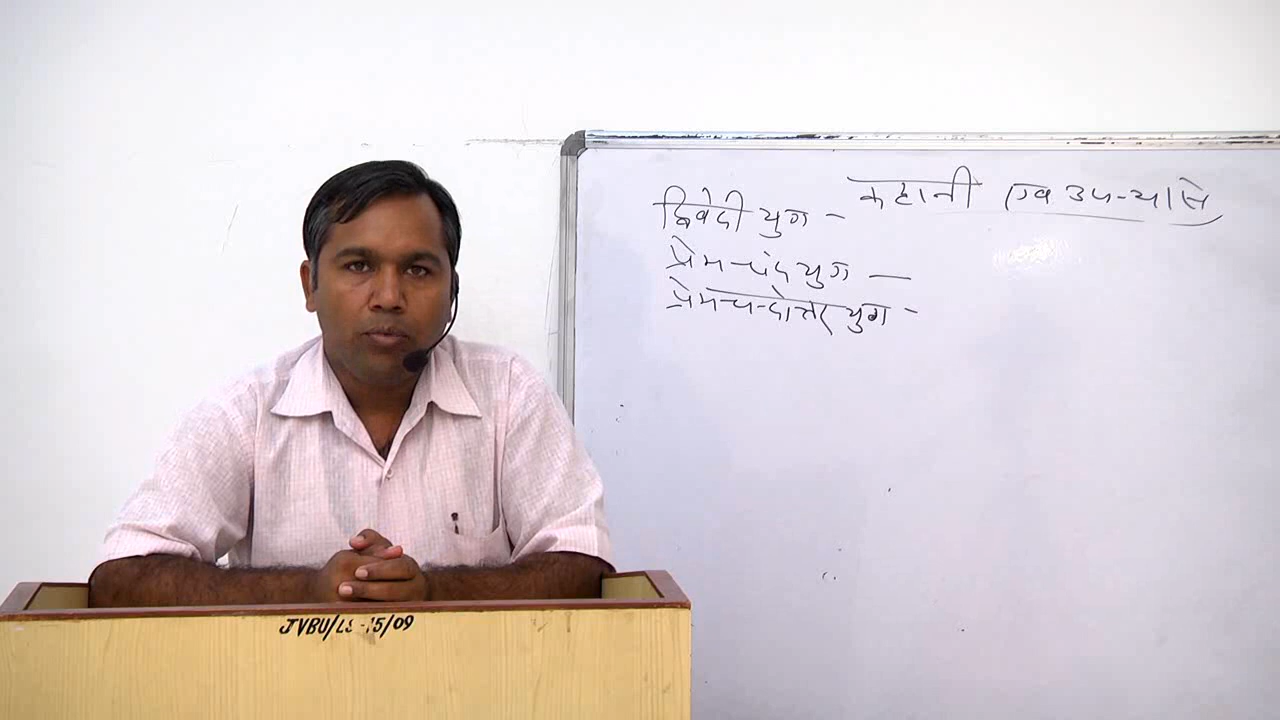 कहानी एवं उपन्यास
द्विवेदी युग -
प्रेमचंद युग -
प्रेमचन्दोत्तर युग -
JVBU/LS-15/09